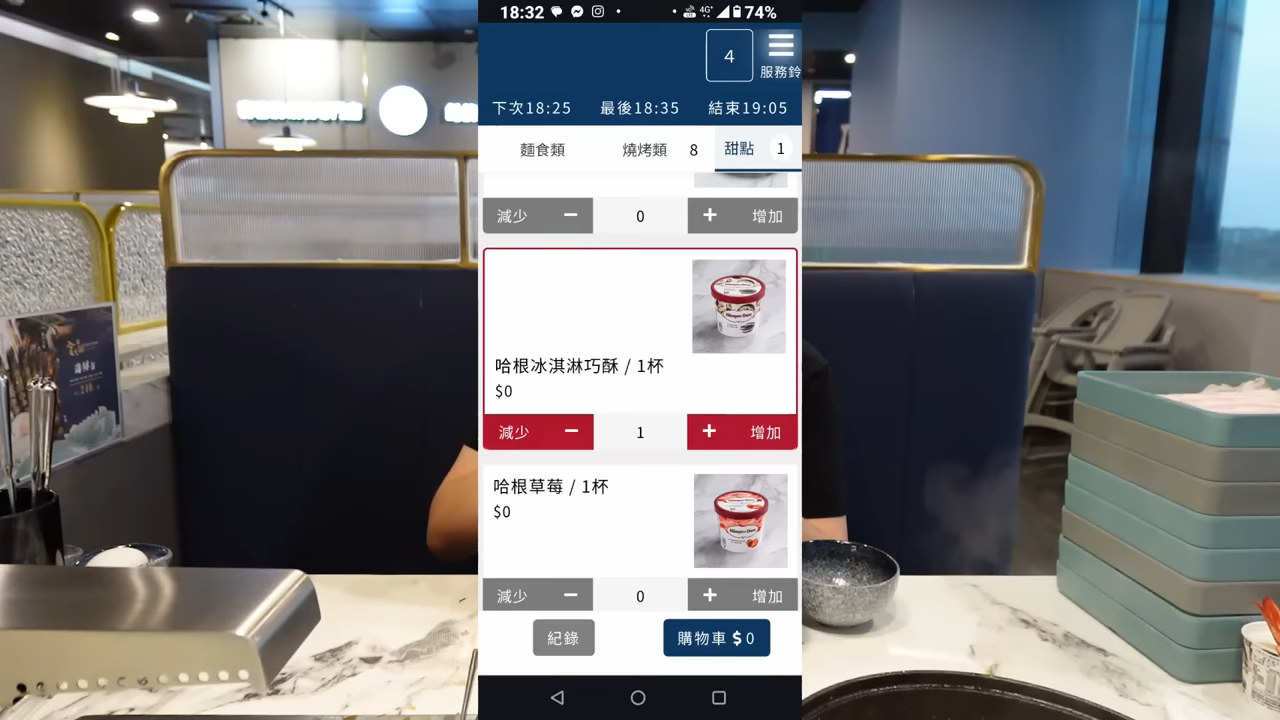 18:32
4G+
74%
4
服務鈴
下次18:25 最後18:35 結束19:05
麵食類 燒烤類 8 甜點 1
減少 − 0 + 增加
哈根冰淇淋巧酥 / 1杯
$0
減少 − 1 + 增加
哈根草莓 / 1杯
$0
減少 − 0 + 增加
紀錄 購物車 $0